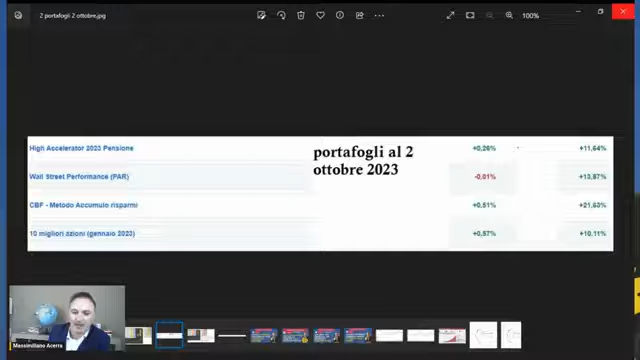 2 portafogli 2 ottobre.jpg
100%
High Accelerator 2023 Pensione
+0,26%
+11,64%
portafogli al 2
ottobre 2023
Wall Street Performance (PAR)
-0,01%
+13,87%
CBF - Metodo Accumulo risparmi
+0,51%
+21,63%
10 migliori azioni (gennaio 2023)
+0,57%
+10,11%
Massimiliano Acerra